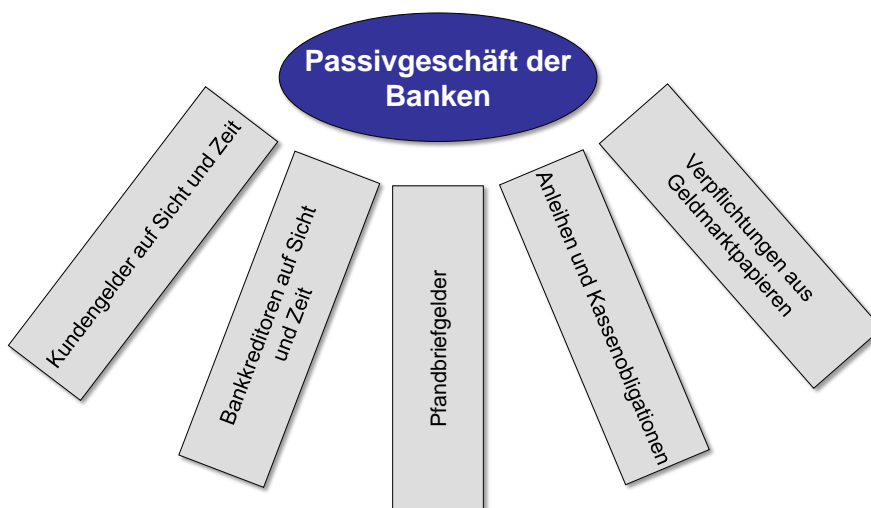 Passivgeschäft der
Banken
Kundengelder auf Sicht und Zeit
Bankkreditoren auf Sicht
und Zeit
Pfandbriefgelder
Anleihen und Kassenobligationen
Verpflichtungen aus
Geldmarktpapieren